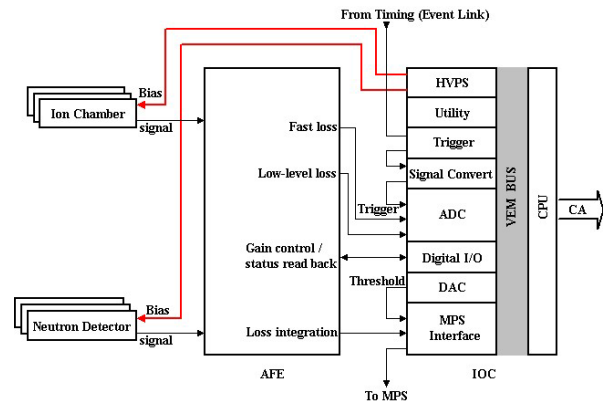 From Timing (Event Link)
Bias
Ion Chamber
signal
Fast loss
Low-level loss
Gain control /
status read back
Loss integration
Bias
Neutron Detector
signal
AFE
HVPS
Utility
Trigger
Signal Convert
Trigger
ADC
Digital I/O
Threshold
DAC
MPS
Interface
VEM BUS
CPU
CA
To MPS
IOC